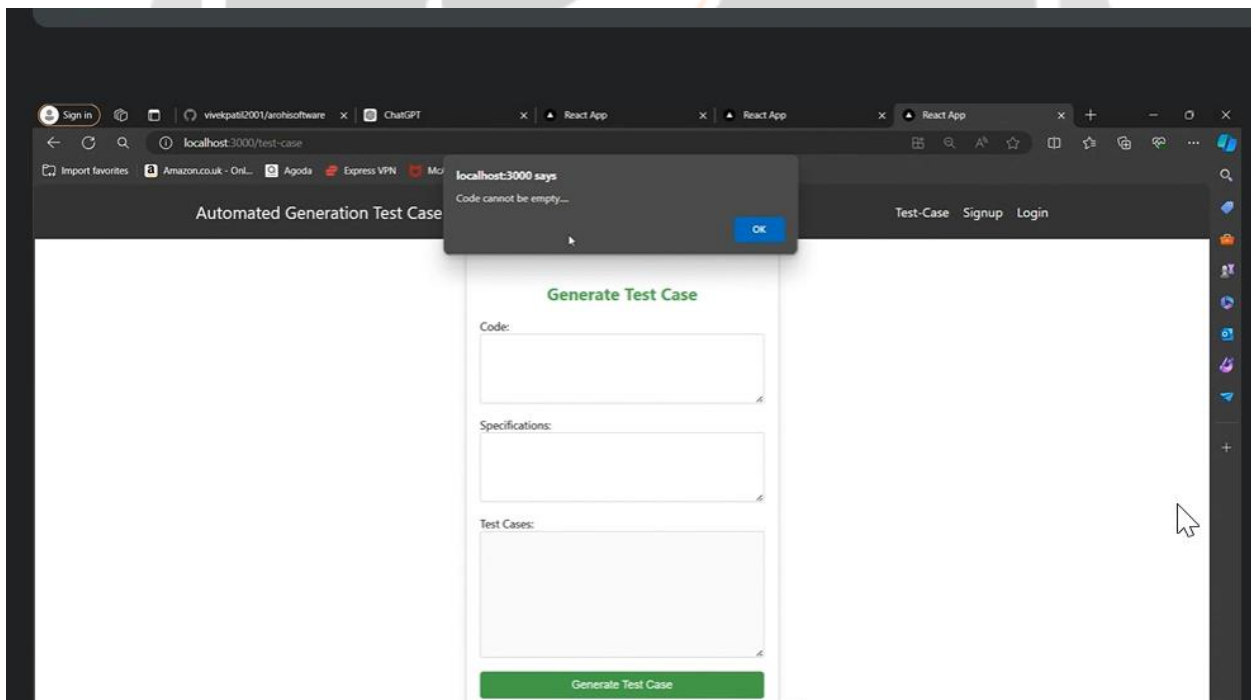 Sign in
vivekpatil2001/arohisoftware
ChatGPT
React App
React App
React App
localhost:3000/test-case
Import favorites
Amazon.co.uk - Onl...
Agoda
Express VPN
localhost:3000 says
Code cannot be empty....
OK
Automated Generation Test Case
Test-Case Signup Login
Generate Test Case
Code:
Specifications:
Test Cases:
Generate Test Case